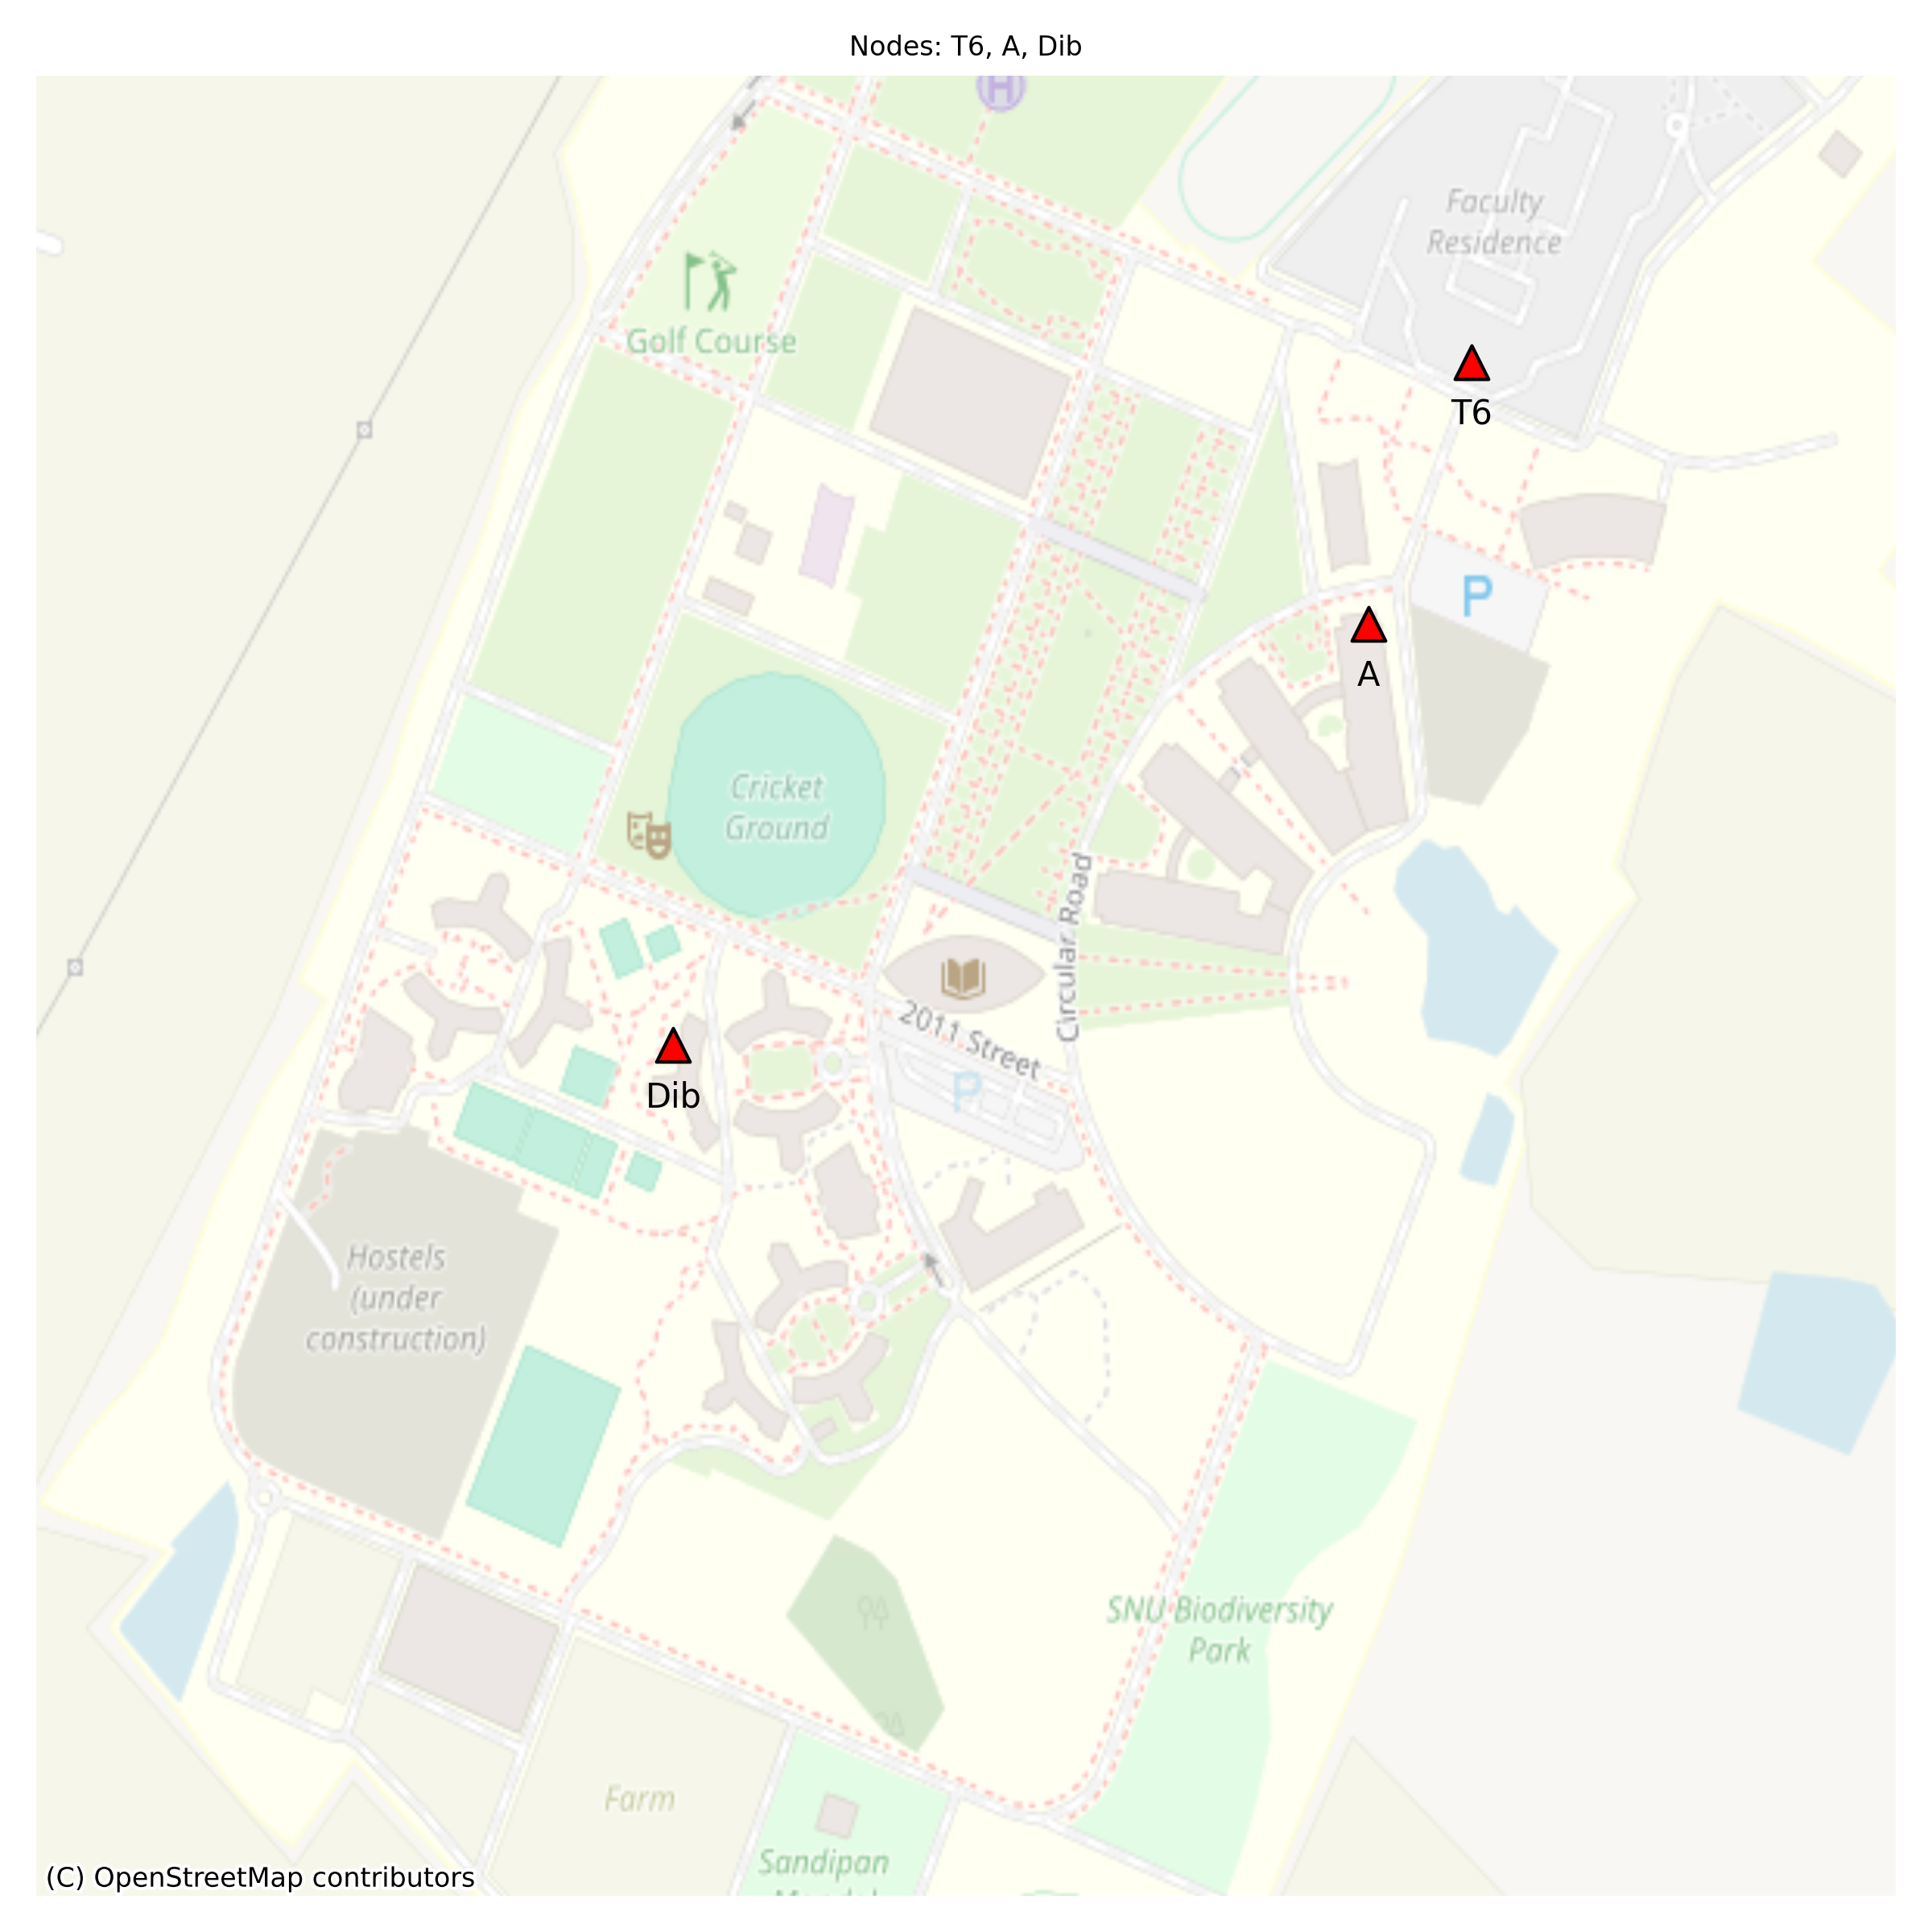 Nodes: T6, A, Dib
H
Faculty
Residence
Golf Course
T6
P
A
Cricket
Ground
Circular Road
2011 Street
P
Dib
Hostels
(under
construction)
SNU Biodiversity
Park
Farm
Sandipan
(C) OpenStreetMap contributors